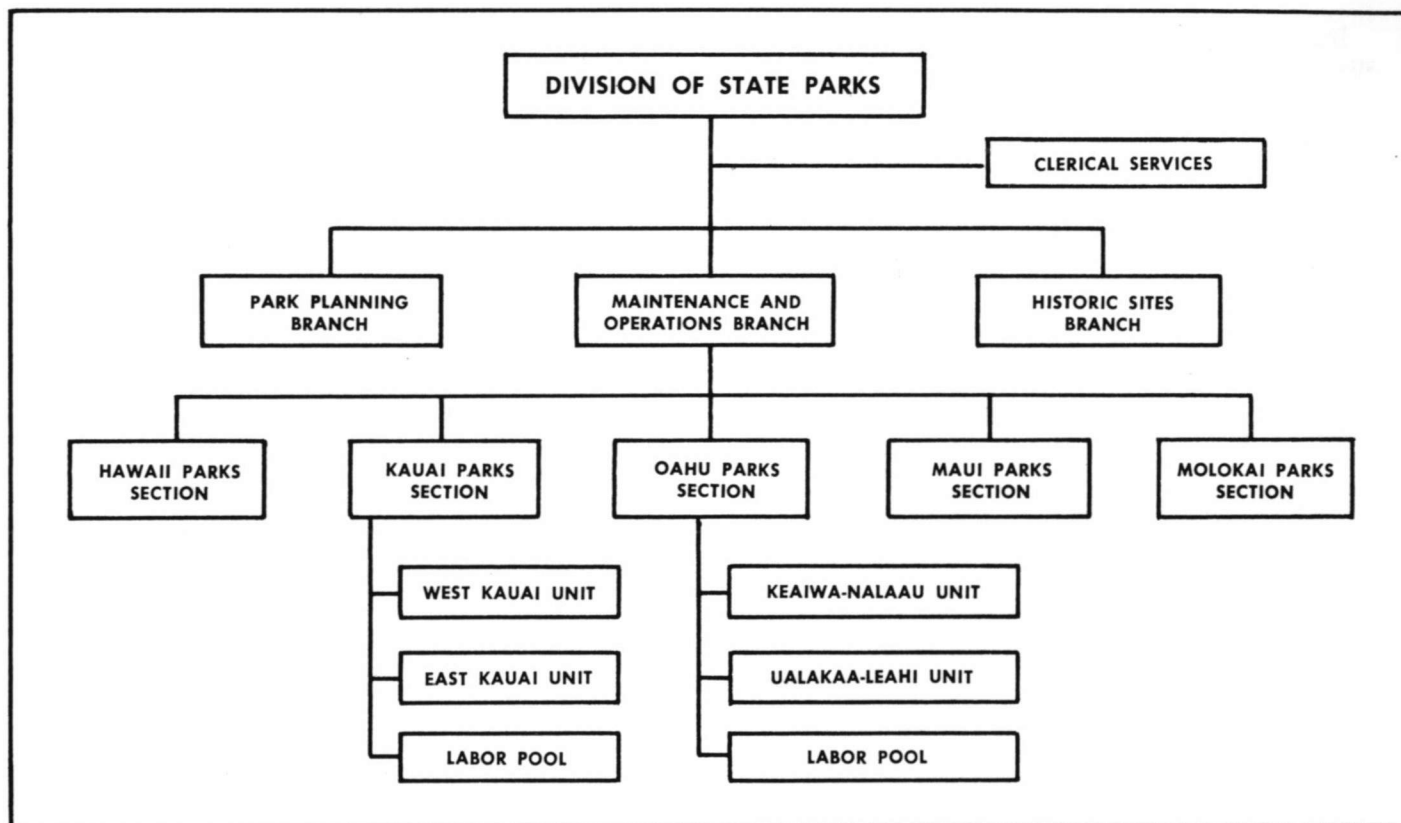 DIVISION OF STATE PARKS
CLERICAL SERVICES
PARK PLANNING
BRANCH
MAINTENANCE AND
OPERATIONS BRANCH
HISTORIC SITES
BRANCH
HAWAII PARKS
SECTION
KAUAI PARKS
SECTION
OAHU PARKS
SECTION
MAUI PARKS
SECTION
MOLOKAI PARKS
SECTION
WEST KAUAI UNIT
EAST KAUAI UNIT
LABOR POOL
KEAIWA-NALAAU UNIT
UALAKAA-LEAHI UNIT
LABOR POOL